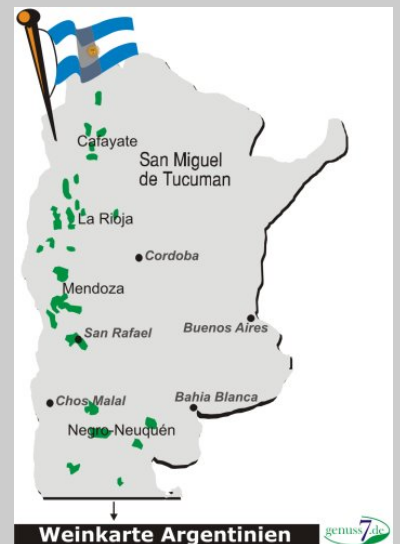 Cafayate
San Miguel
de Tucuman
La Rioja
Cordoba
Mendoza
San Rafael
Buenos Aires
Chos Malal
Bahia Blanca
Negro-Neuquén
Weinkarte Argentinien
genuss7.de